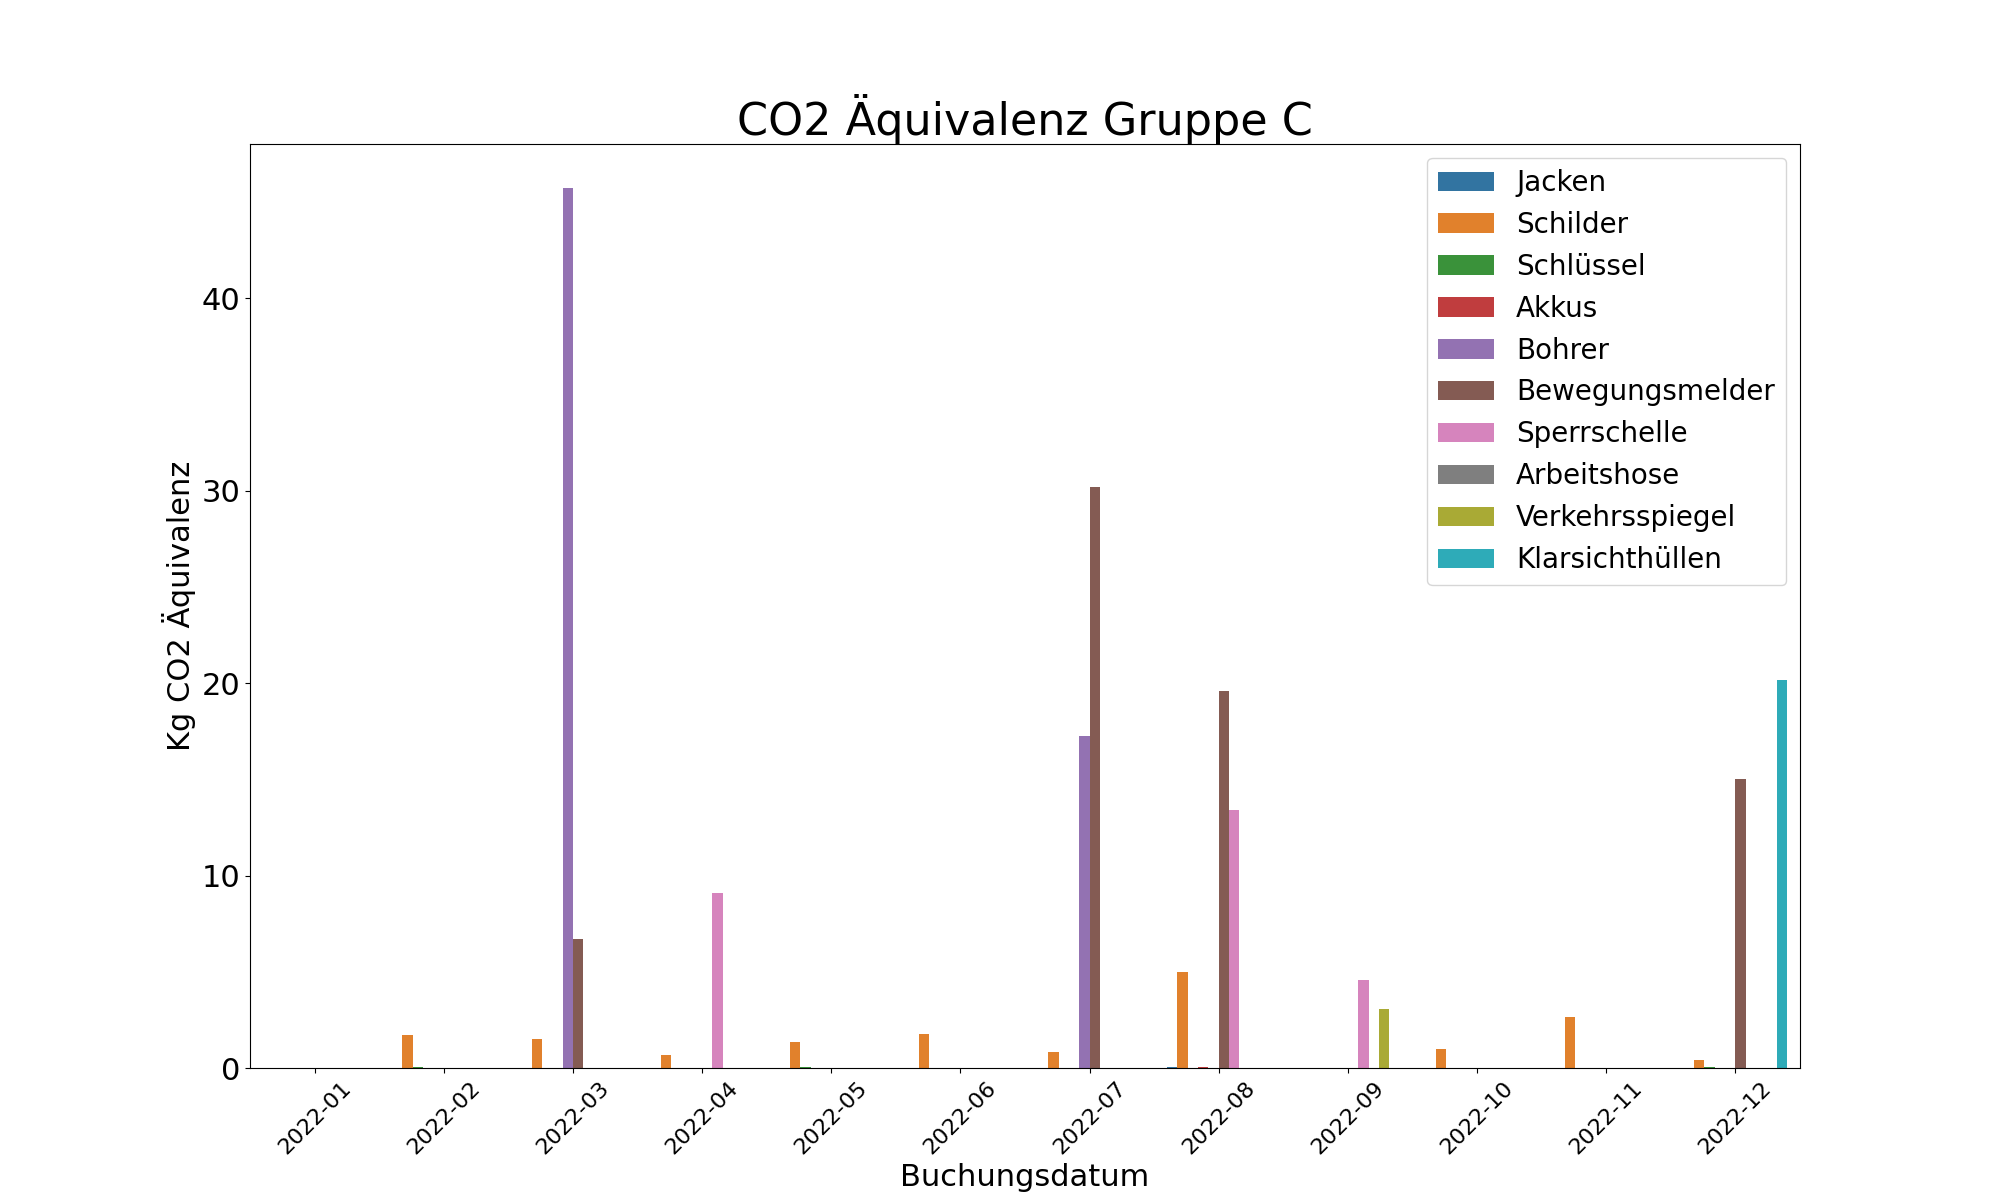 CO2 Äquivalenz Gruppe C
Jacken
Schilder
Schlüssel
Akkus
Bohrer
Bewegungsmelder
Sperrschelle
Arbeitshose
Verkehrsspiegel
Klarsichthüllen
Kg CO2 Äquivalenz
40
30
20
10
0
2022-01
2022-02
2022-03
2022-04
2022-05
2022-06
2022-07
2022-08
2022-09
2022-10
2022-11
2022-12
Buchungsdatum